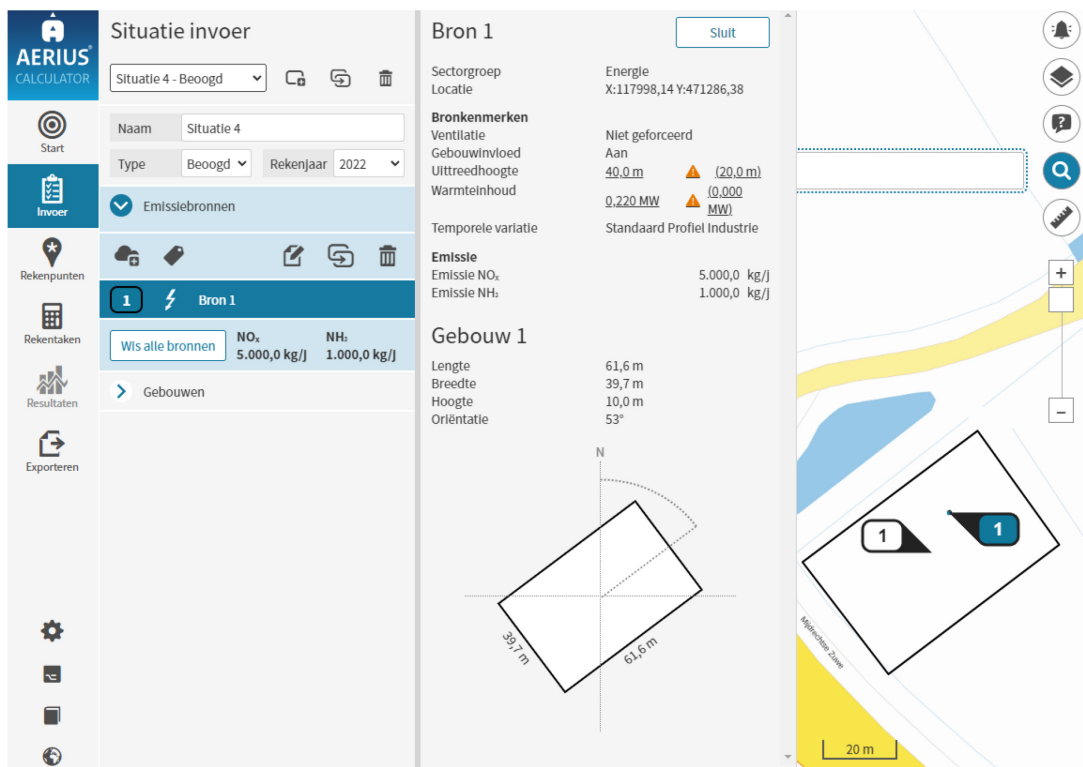 AERIUS®
CALCULATOR
Start
Invoer
Rekenpunten
Rekentaken
Resultaten
Exporteren
Situatie invoer
Situatie 4 - Beoogd
Naam Situatie 4
Type Beoogd Rekenjaar 2022
Emissiebronnen
1 Bron 1
Wis alle bronnen NOₓ 5.000,0 kg/j NH₃ 1.000,0 kg/j
Gebouwen
Bron 1 Sluit
Sectorgroep Energie
Locatie X:117998,14 Y:471286,38
Bronkenmerken
Ventilatie Niet geforceerd
Gebouwinvloed Aan
Uittreedhoogte 40,0 m (20,0 m)
Warmteinhoud 0,220 MW (0,000
MW)
Temporele variatie Standaard Profiel Industrie
Emissie
Emissie NOₓ 5.000,0 kg/j
Emissie NH₃ 1.000,0 kg/j
Gebouw 1
Lengte 61,6 m
Breedte 39,7 m
Hoogte 10,0 m
Oriëntatie 53°
N
39,7 m
61,6 m
+
−
1
1
Mijdrechtse Zuwe
20 m